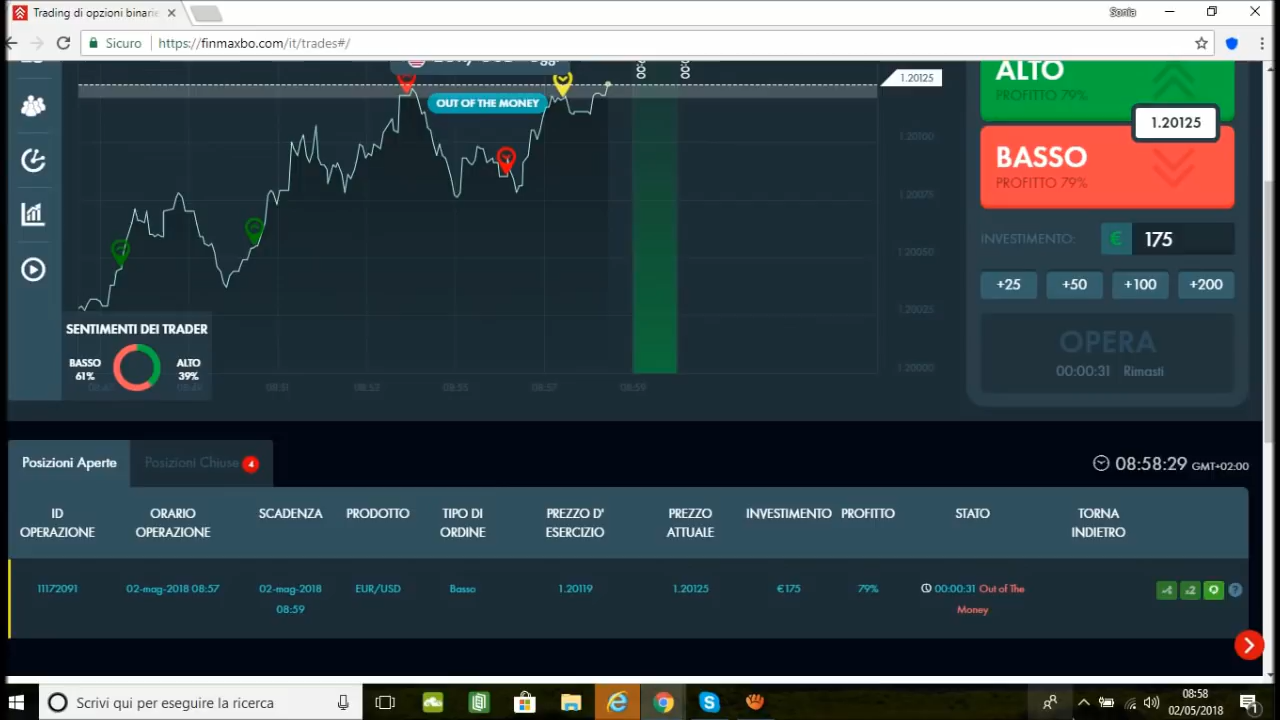 Trading di opzioni binarie
Sonia
Sicuro
https://finmaxbo.com/it/trades#/
1.20125
OUT OF THE MONEY
1.20100
1.20075
1.20050
1.20025
1.20000
ALTO
PROFITTO 79%
1.20125
BASSO
PROFITTO 79%
INVESTIMENTO:
€ 175
+25 +50 +100 +200
OPERA
00:00:31 Rimasti
SENTIMENTI DEI TRADER
BASSO 61%
ALTO 39%
08:51 08:53 08:55 08:57 08:59
Posizioni Aperte
Posizioni Chiuse 4
08:58:29 GMT+02:00
ID OPERAZIONE
ORARIO OPERAZIONE
SCADENZA
PRODOTTO
TIPO DI ORDINE
PREZZO D' ESERCIZIO
PREZZO ATTUALE
INVESTIMENTO
PROFITTO
STATO
TORNA INDIETRO
11172091
02-mag-2018 08:57
02-mag-2018 08:59
EUR/USD
Basso
1.20119
1.20125
€175
79%
00:00:31 Out of The Money
x2
?
Scrivi qui per eseguire la ricerca
08:58
02/05/2018
1